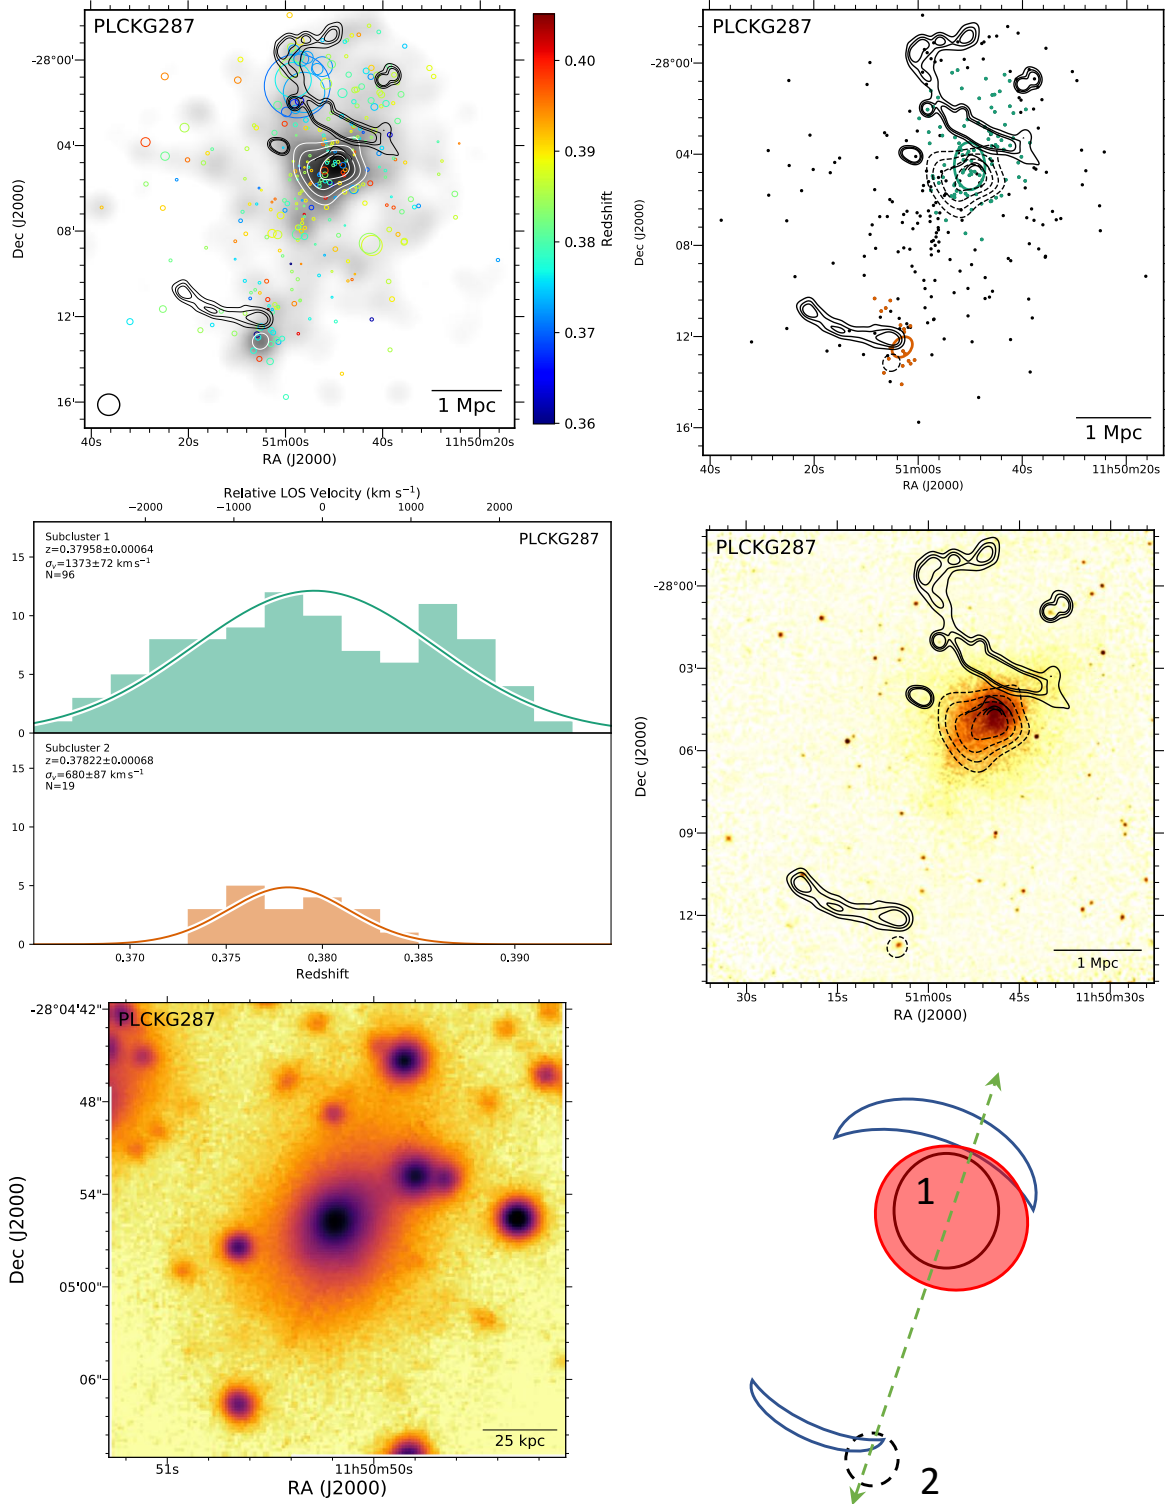 PLCKG287
-28°00'
04'
08'
12'
16'
Dec (J2000)
40s
20s
51m00s
40s
11h50m20s
RA (J2000)
1 Mpc
0.40
0.39
0.38
0.37
0.36
Redshift
PLCKG287
-28°00'
04'
08'
12'
16'
Dec (J2000)
40s
20s
51m00s
40s
11h50m20s
RA (J2000)
1 Mpc
Relative LOS Velocity (km s⁻¹)
−2000
−1000
0
1000
2000
Subcluster 1
z=0.37958±0.00064
σᵥ=1373±72 km s⁻¹
N=96
PLCKG287
15
10
5
0
Subcluster 2
z=0.37822±0.00068
σᵥ=680±87 km s⁻¹
N=19
15
10
5
0
0.370
0.375
0.380
0.385
0.390
Redshift
PLCKG287
-28°00'
03'
06'
09'
12'
Dec (J2000)
30s
15s
51m00s
45s
11h50m30s
RA (J2000)
1 Mpc
PLCKG287
-28°04'42"
48"
54"
05'00"
06"
Dec (J2000)
51s
11h50m50s
RA (J2000)
25 kpc
1
2